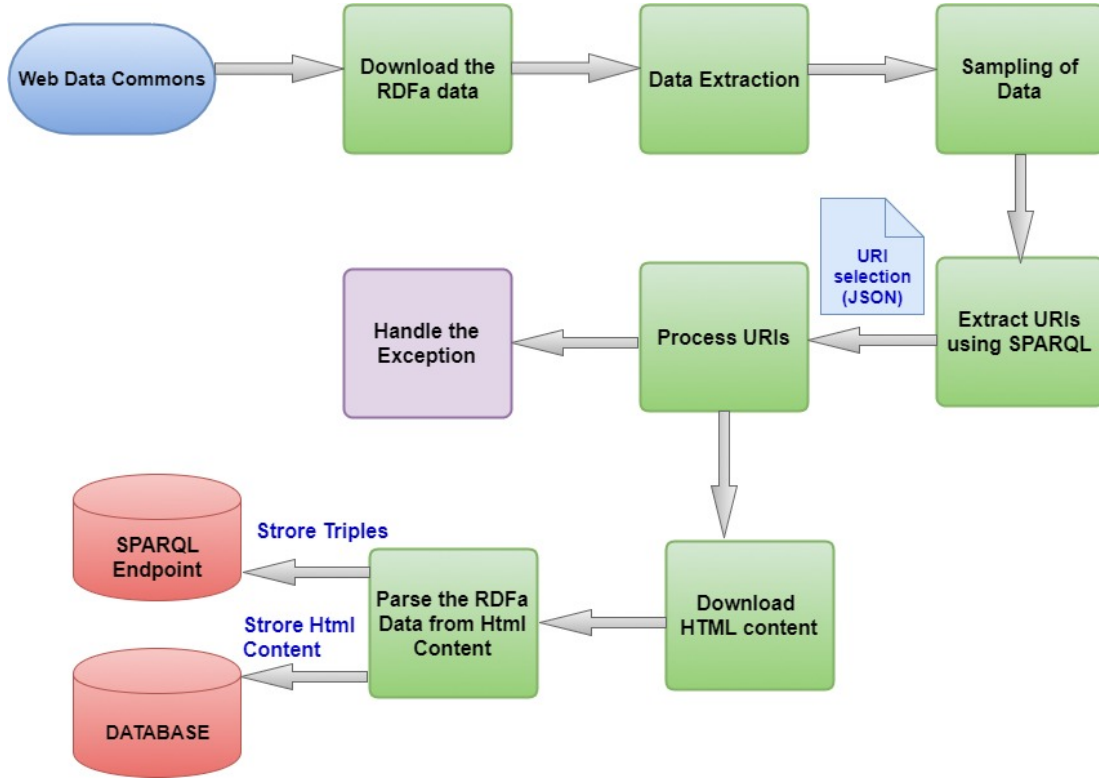 Web Data Commons
Download the
RDFa data
Data Extraction
Sampling of
Data
URI
selection
(JSON)
Extract URIs
using SPARQL
Process URIs
Handle the
Exception
Download
HTML content
Parse the RDFa
Data from Html
Content
Strore Triples
SPARQL
Endpoint
Strore Html
Content
DATABASE